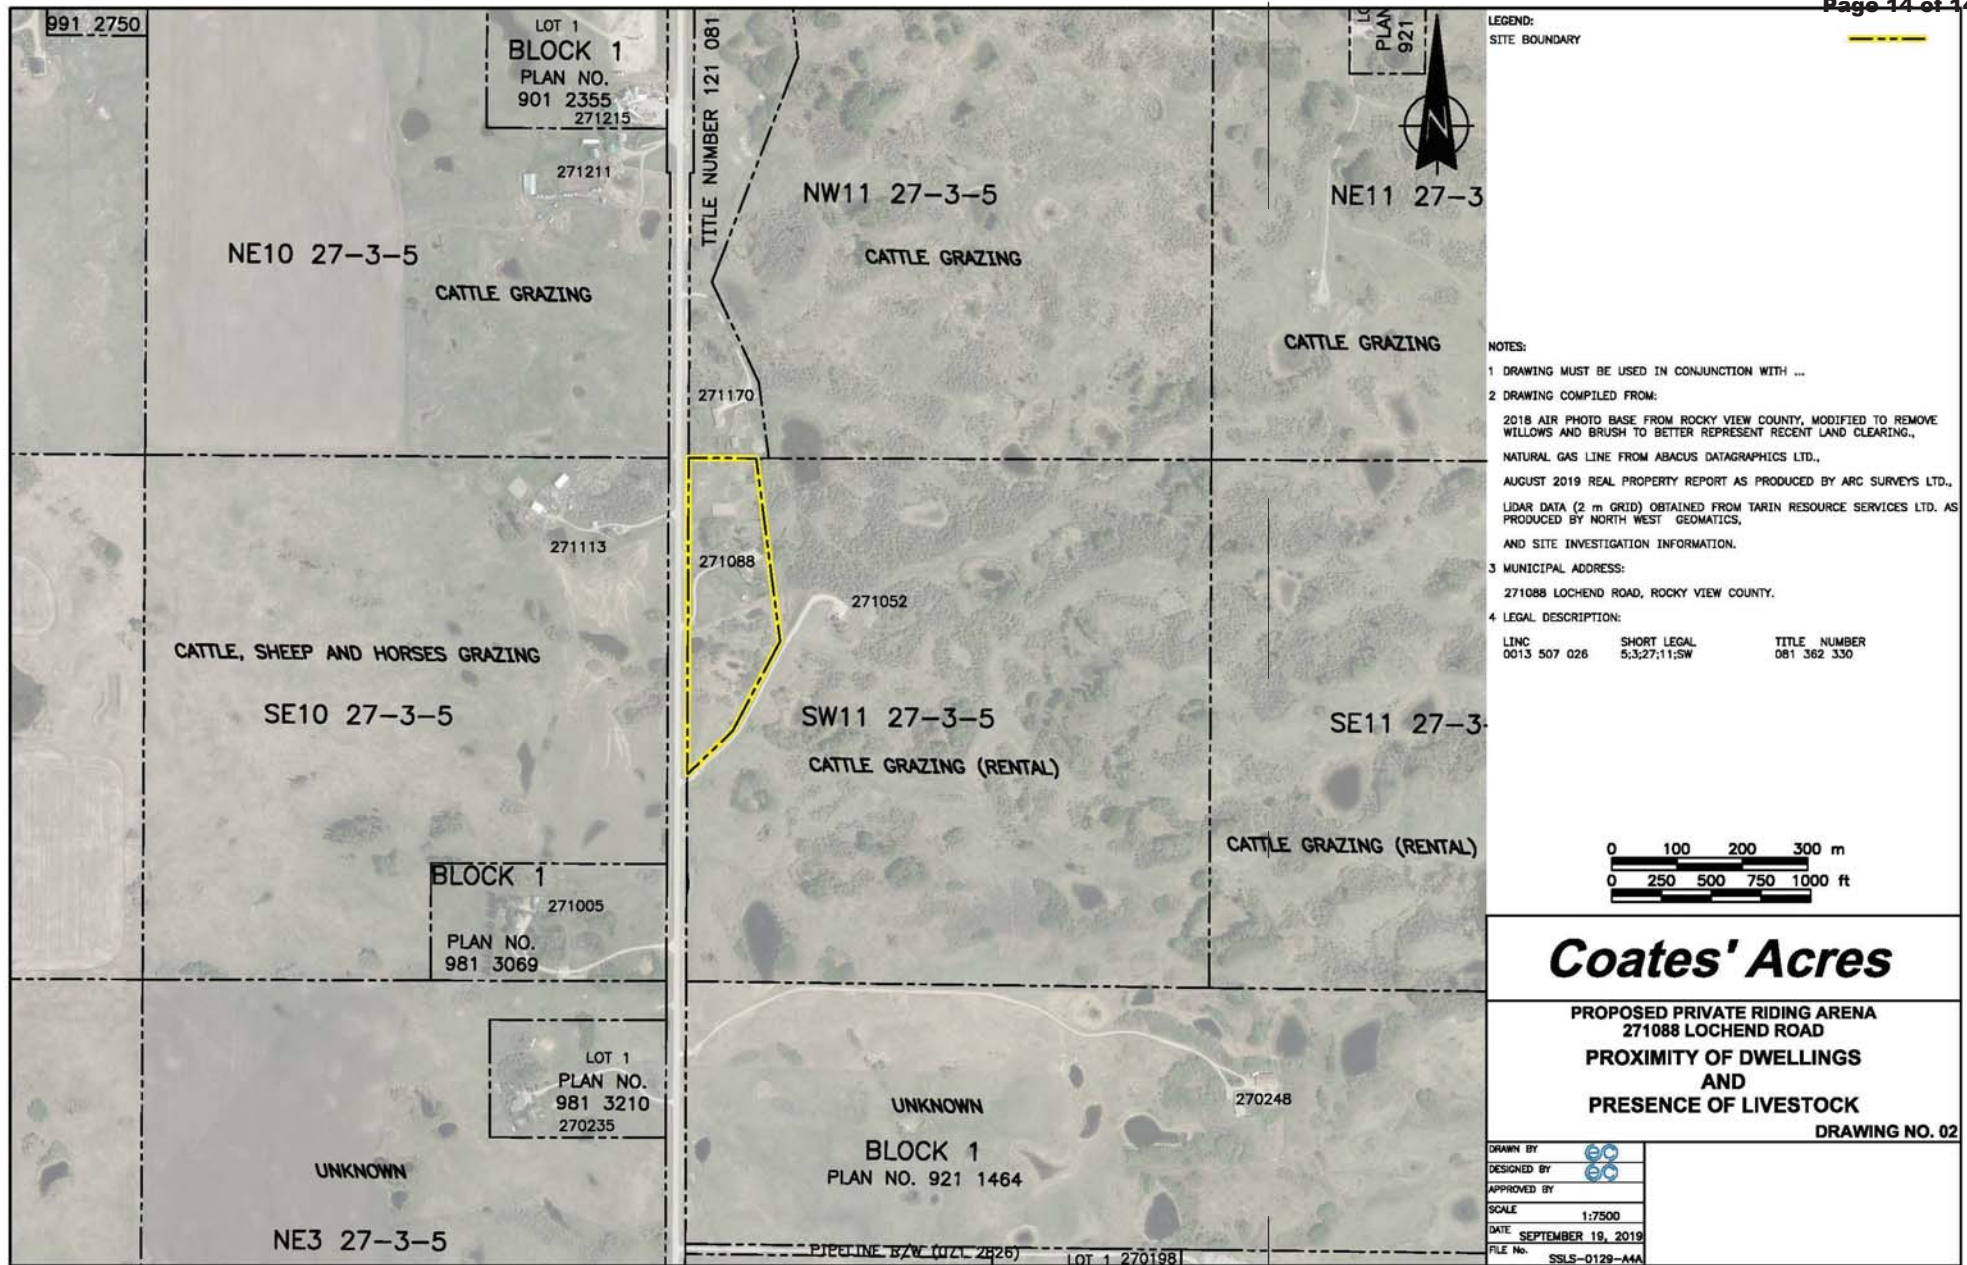 Page 14 of 14
991 2750
LOT 1
BLOCK 1
PLAN NO.
901 2355
271215
271211
TITLE NUMBER 121 081
PLAN
921
N
NW11 27-3-5
NE11 27-3
NE10 27-3-5
CATTLE GRAZING
CATTLE GRAZING
CATTLE GRAZING
271170
271113
271088
271052
CATTLE, SHEEP AND HORSES GRAZING
SE10 27-3-5
SW11 27-3-5
CATTLE GRAZING (RENTAL)
SE11 27-3-
CATTLE GRAZING (RENTAL)
BLOCK 1
271005
PLAN NO.
981 3069
LOT 1
PLAN NO.
981 3210
270235
UNKNOWN
NE3 27-3-5
UNKNOWN
BLOCK 1
PLAN NO. 921 1464
270248
PIPELINE R/W (071 2826)
LOT 1 270198
LEGEND:
SITE BOUNDARY
NOTES:
1 DRAWING MUST BE USED IN CONJUNCTION WITH ...
2 DRAWING COMPILED FROM:
2018 AIR PHOTO BASE FROM ROCKY VIEW COUNTY, MODIFIED TO REMOVE
WILLOWS AND BRUSH TO BETTER REPRESENT RECENT LAND CLEARING.,
NATURAL GAS LINE FROM ABACUS DATAGRAPHICS LTD.,
AUGUST 2019 REAL PROPERTY REPORT AS PRODUCED BY ARC SURVEYS LTD.,
LIDAR DATA (2 m GRID) OBTAINED FROM TARIN RESOURCE SERVICES LTD. AS
PRODUCED BY NORTH WEST GEOMATICS,
AND SITE INVESTIGATION INFORMATION.
3 MUNICIPAL ADDRESS:
271088 LOCHEND ROAD, ROCKY VIEW COUNTY.
4 LEGAL DESCRIPTION:
LINC SHORT LEGAL TITLE NUMBER
0013 507 026 5;3;27;11;SW 081 362 330
0 100 200 300 m
0 250 500 750 1000 ft
Coates' Acres
PROPOSED PRIVATE RIDING ARENA
271088 LOCHEND ROAD
PROXIMITY OF DWELLINGS
AND
PRESENCE OF LIVESTOCK
DRAWING NO. 02
DRAWN BY
DESIGNED BY
APPROVED BY
SCALE 1:7500
DATE SEPTEMBER 19, 2019
FILE No. SSLS-0129-A4A